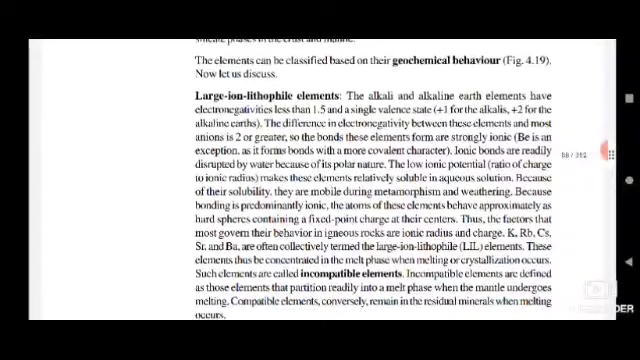 silicate phases in the crust and mantle.
The elements can be classified based on their geochemical behaviour (Fig. 4.19).
Now let us discuss.
Large-ion-lithophile elements: The alkali and alkaline earth elements have
electronegativities less than 1.5 and a single valence state (+1 for the alkalis, +2 for the
alkaline earths). The difference in electronegativity between these elements and most
anions is 2 or greater, so the bonds these elements form are strongly ionic (Be is an
exception, as it forms bonds with a more covalent character). Ionic bonds are readily
disrupted by water because of its polar nature. The low ionic potential (ratio of charge
to ionic radius) makes these elements relatively soluble in aqueous solution. Because
of their solubility, they are mobile during metamorphism and weathering. Because
bonding is predominantly ionic, the atoms of these elements behave approximately as
hard spheres containing a fixed-point charge at their centers. Thus, the factors that
most govern their behavior in igneous rocks are ionic radius and charge. K, Rb, Cs,
Sr, and Ba, are often collectively termed the large-ion-lithophile (LIL) elements. These
elements thus be concentrated in the melt phase when melting or crystallization occurs.
Such elements are called incompatible elements. Incompatible elements are defined
as those elements that partition readily into a melt phase when the mantle undergoes
melting. Compatible elements, conversely, remain in the residual minerals when melting
occurs.